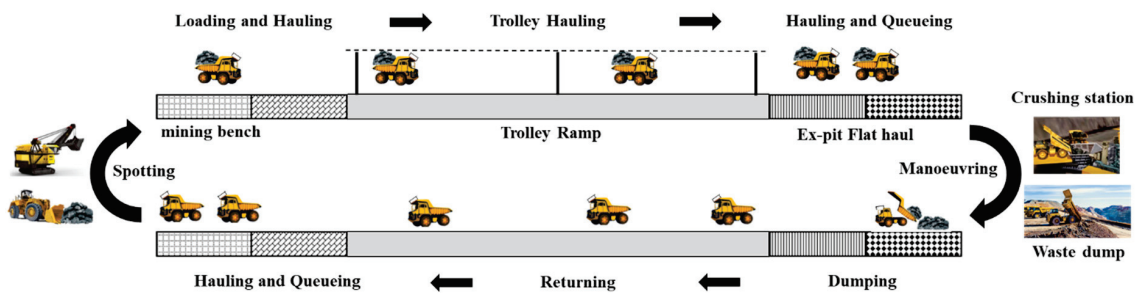 Loading and Hauling
Trolley Hauling
Hauling and Queueing
Crushing station
mining bench
Trolley Ramp
Ex-pit Flat haul
Spotting
Manoeuvring
Waste dump
Hauling and Queueing
Returning
Dumping